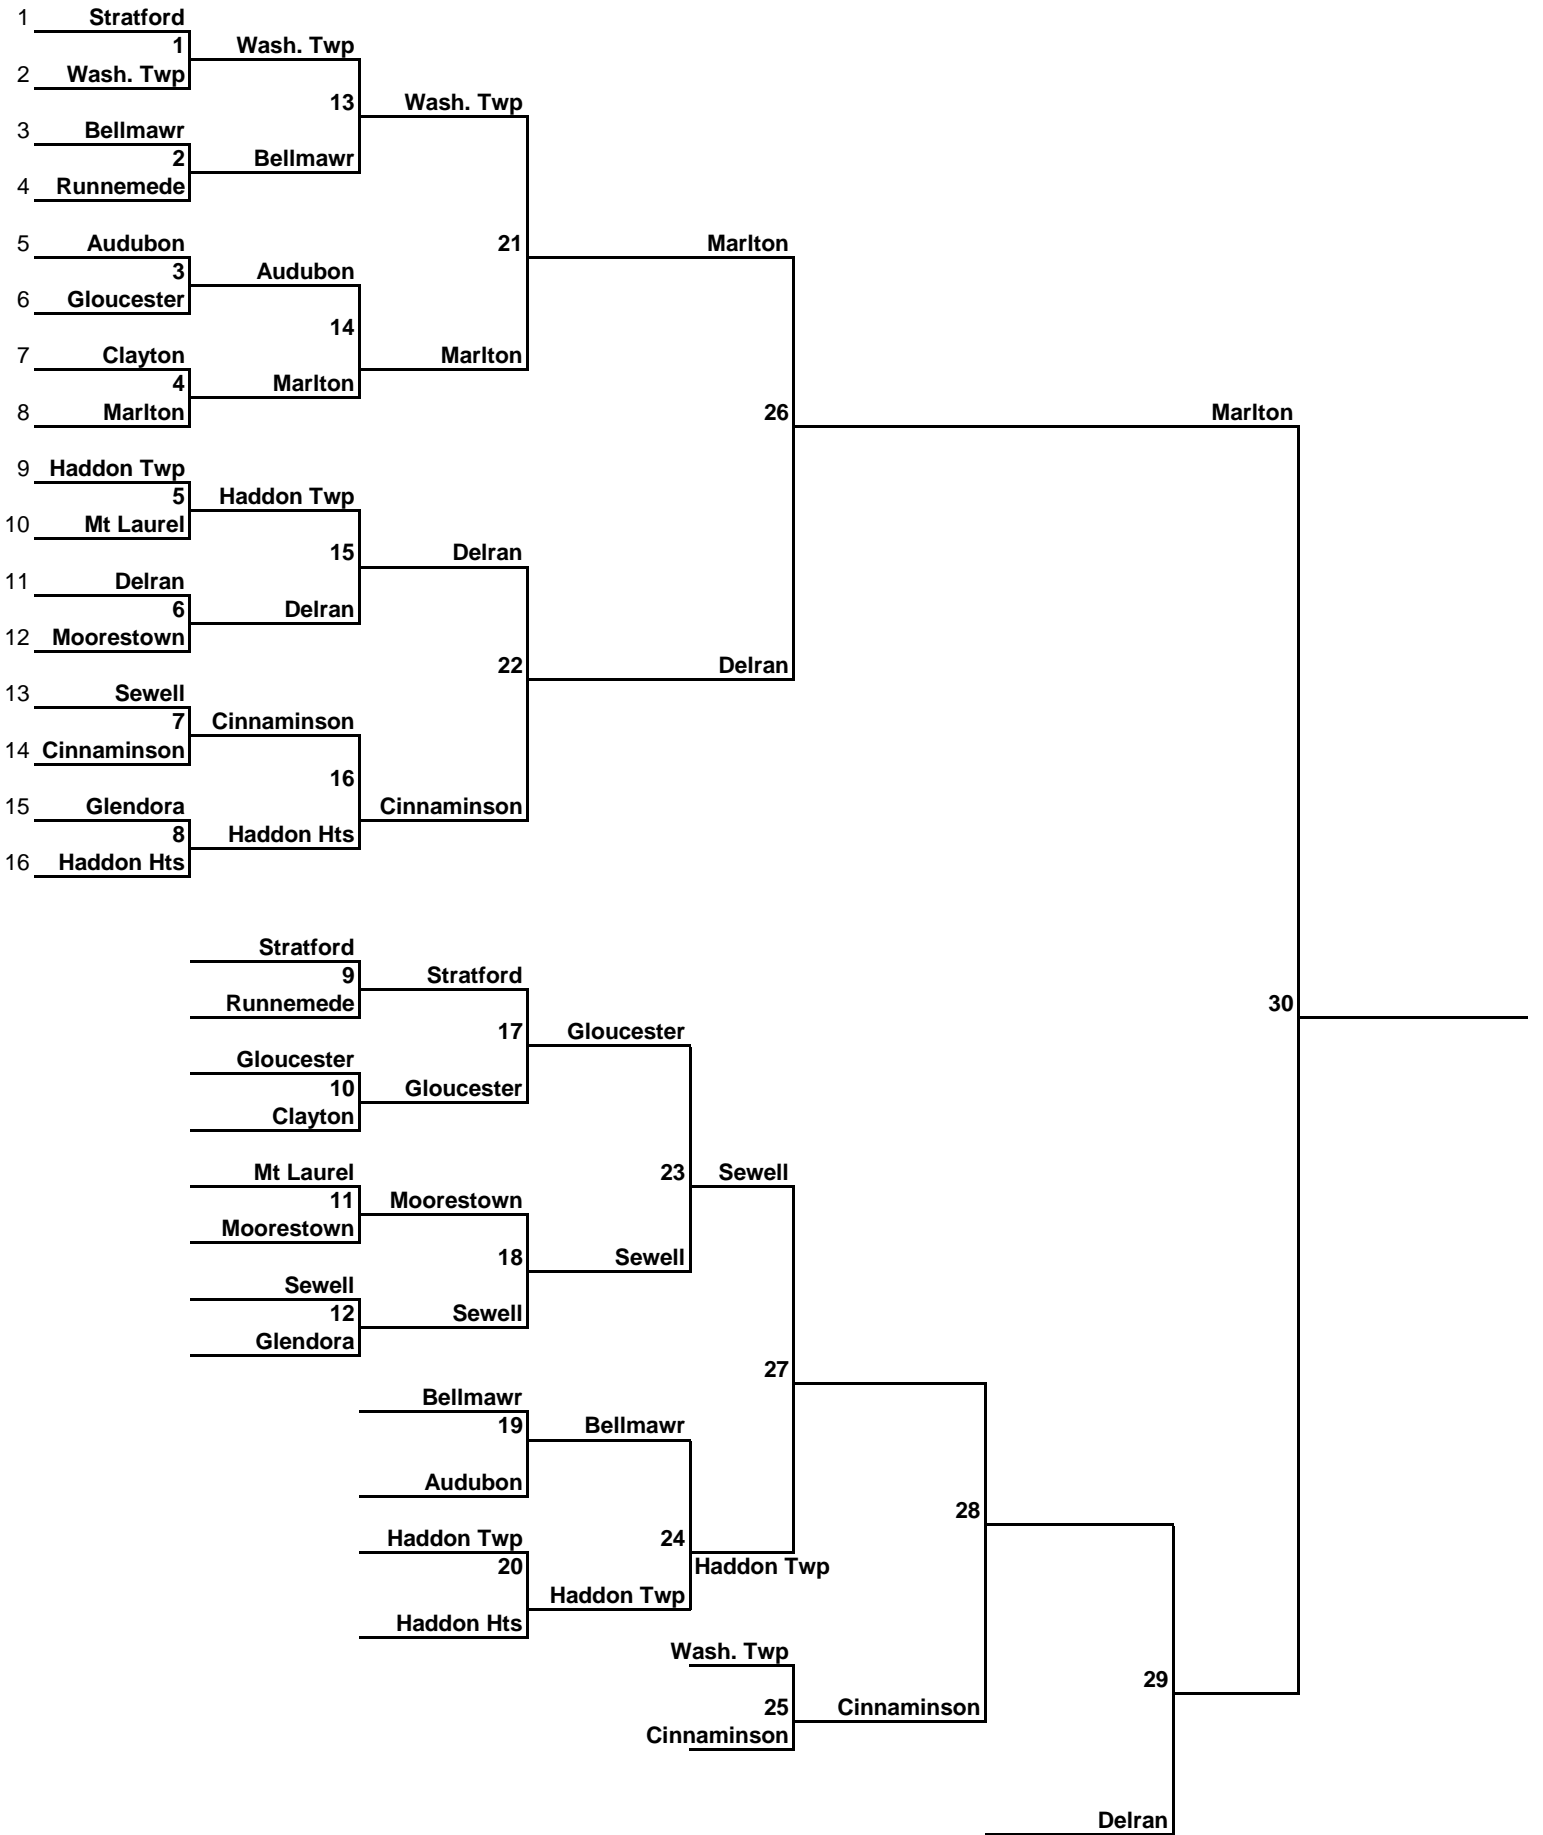 1 Stratford
1 Wash. Twp
2 Wash. Twp
13 Wash. Twp
3 Bellmawr
2 Bellmawr
4 Runnemede
5 Audubon 21 Marlton
3 Audubon
6 Gloucester
14
7 Clayton Marlton
4 Marlton
8 Marlton 26 Marlton
9 Haddon Twp
5 Haddon Twp
10 Mt Laurel
15 Delran
11 Delran
6 Delran
12 Moorestown
22 Delran
13 Sewell
7 Cinnaminson
14 Cinnaminson
16
15 Glendora Cinnaminson
8 Haddon Hts
16 Haddon Hts
Stratford
9 Stratford
Runnemede 30
17 Gloucester
Gloucester
10 Gloucester
Clayton
Mt Laurel 23 Sewell
11 Moorestown
Moorestown
18 Sewell
Sewell
12 Sewell
Glendora
27
Bellmawr
19 Bellmawr
Audubon
28
Haddon Twp 24
20 Haddon Twp
Haddon Twp
Haddon Hts
Wash. Twp
29
25 Cinnaminson
Cinnaminson
Delran